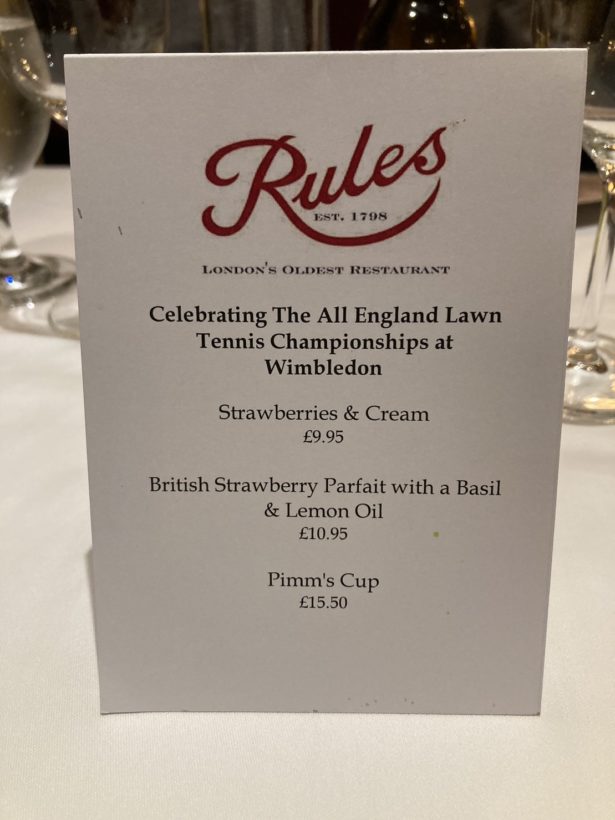 Rules
EST. 1798
LONDON'S OLDEST RESTAURANT
Celebrating The All England Lawn
Tennis Championships at
Wimbledon
Strawberries & Cream
£9.95
British Strawberry Parfait with a Basil
& Lemon Oil
£10.95
Pimm's Cup
£15.50